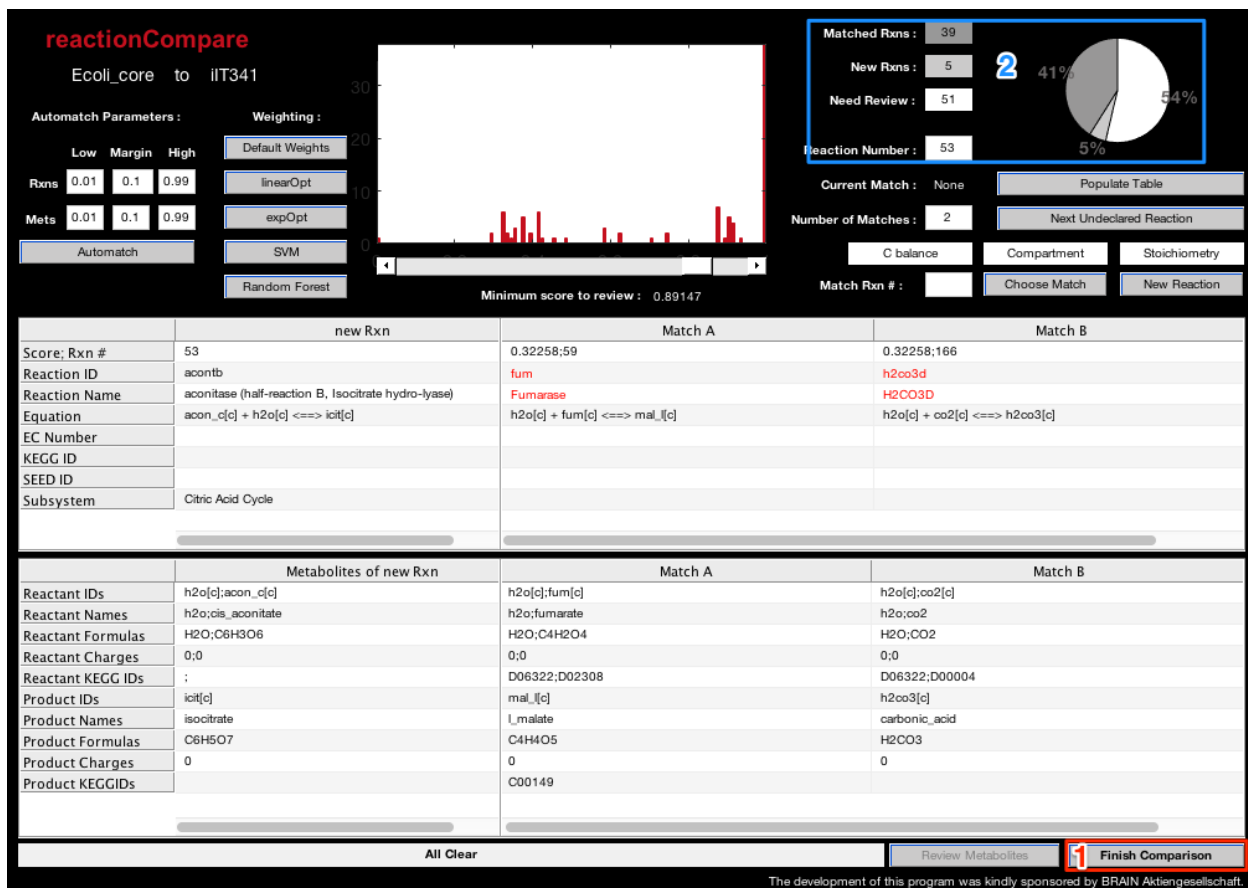 reactionCompare
Ecoli_core to iIT341
Automatch Parameters :
Weighting :
Low Margin High
Rxns 0.01 0.1 0.99
Mets 0.01 0.1 0.99
Automatch
Default Weights
linearOpt
expOpt
SVM
Random Forest
30
20
10
0
Minimum score to review : 0.89147
Matched Rxns : 39
New Rxns : 5
Need Review : 51
Reaction Number : 53
2
41%
54%
5%
Current Match : None
Populate Table
Number of Matches : 2
Next Undeclared Reaction
C balance
Compartment
Stoichiometry
Match Rxn # :
Choose Match
New Reaction
new Rxn Match A Match B
Score; Rxn # 53 0.32258;59 0.32258;166
Reaction ID acontb fum h2co3d
Reaction Name aconitase (half-reaction B, Isocitrate hydro-lyase) Fumarase H2CO3D
Equation acon_c[c] + h2o[c] <==> icit[c] h2o[c] + fum[c] <==> mal_l[c] h2o[c] + co2[c] <==> h2co3[c]
EC Number
KEGG ID
SEED ID
Subsystem Citric Acid Cycle
Metabolites of new Rxn Match A Match B
Reactant IDs h2o[c];acon_c[c] h2o[c];fum[c] h2o[c];co2[c]
Reactant Names h2o;cis_aconitate h2o;fumarate h2o;co2
Reactant Formulas H2O;C6H3O6 H2O;C4H2O4 H2O;CO2
Reactant Charges 0;0 0;0 0;0
Reactant KEGG IDs ; D06322;D02308 D06322;D00004
Product IDs icit[c] mal_l[c] h2co3[c]
Product Names isocitrate l_malate carbonic_acid
Product Formulas C6H5O7 C4H4O5 H2CO3
Product Charges 0 0 0
Product KEGGIDs C00149
All Clear
Review Metabolites
1
Finish Comparison
The development of this program was kindly sponsored by BRAIN Aktiengesellschaft.